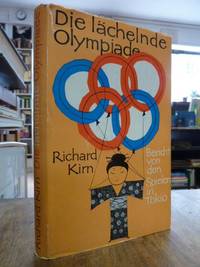 Die lächelnde
Olympiade
Richard
Kirn
Bericht
von
den
Spielen
in
Tokio